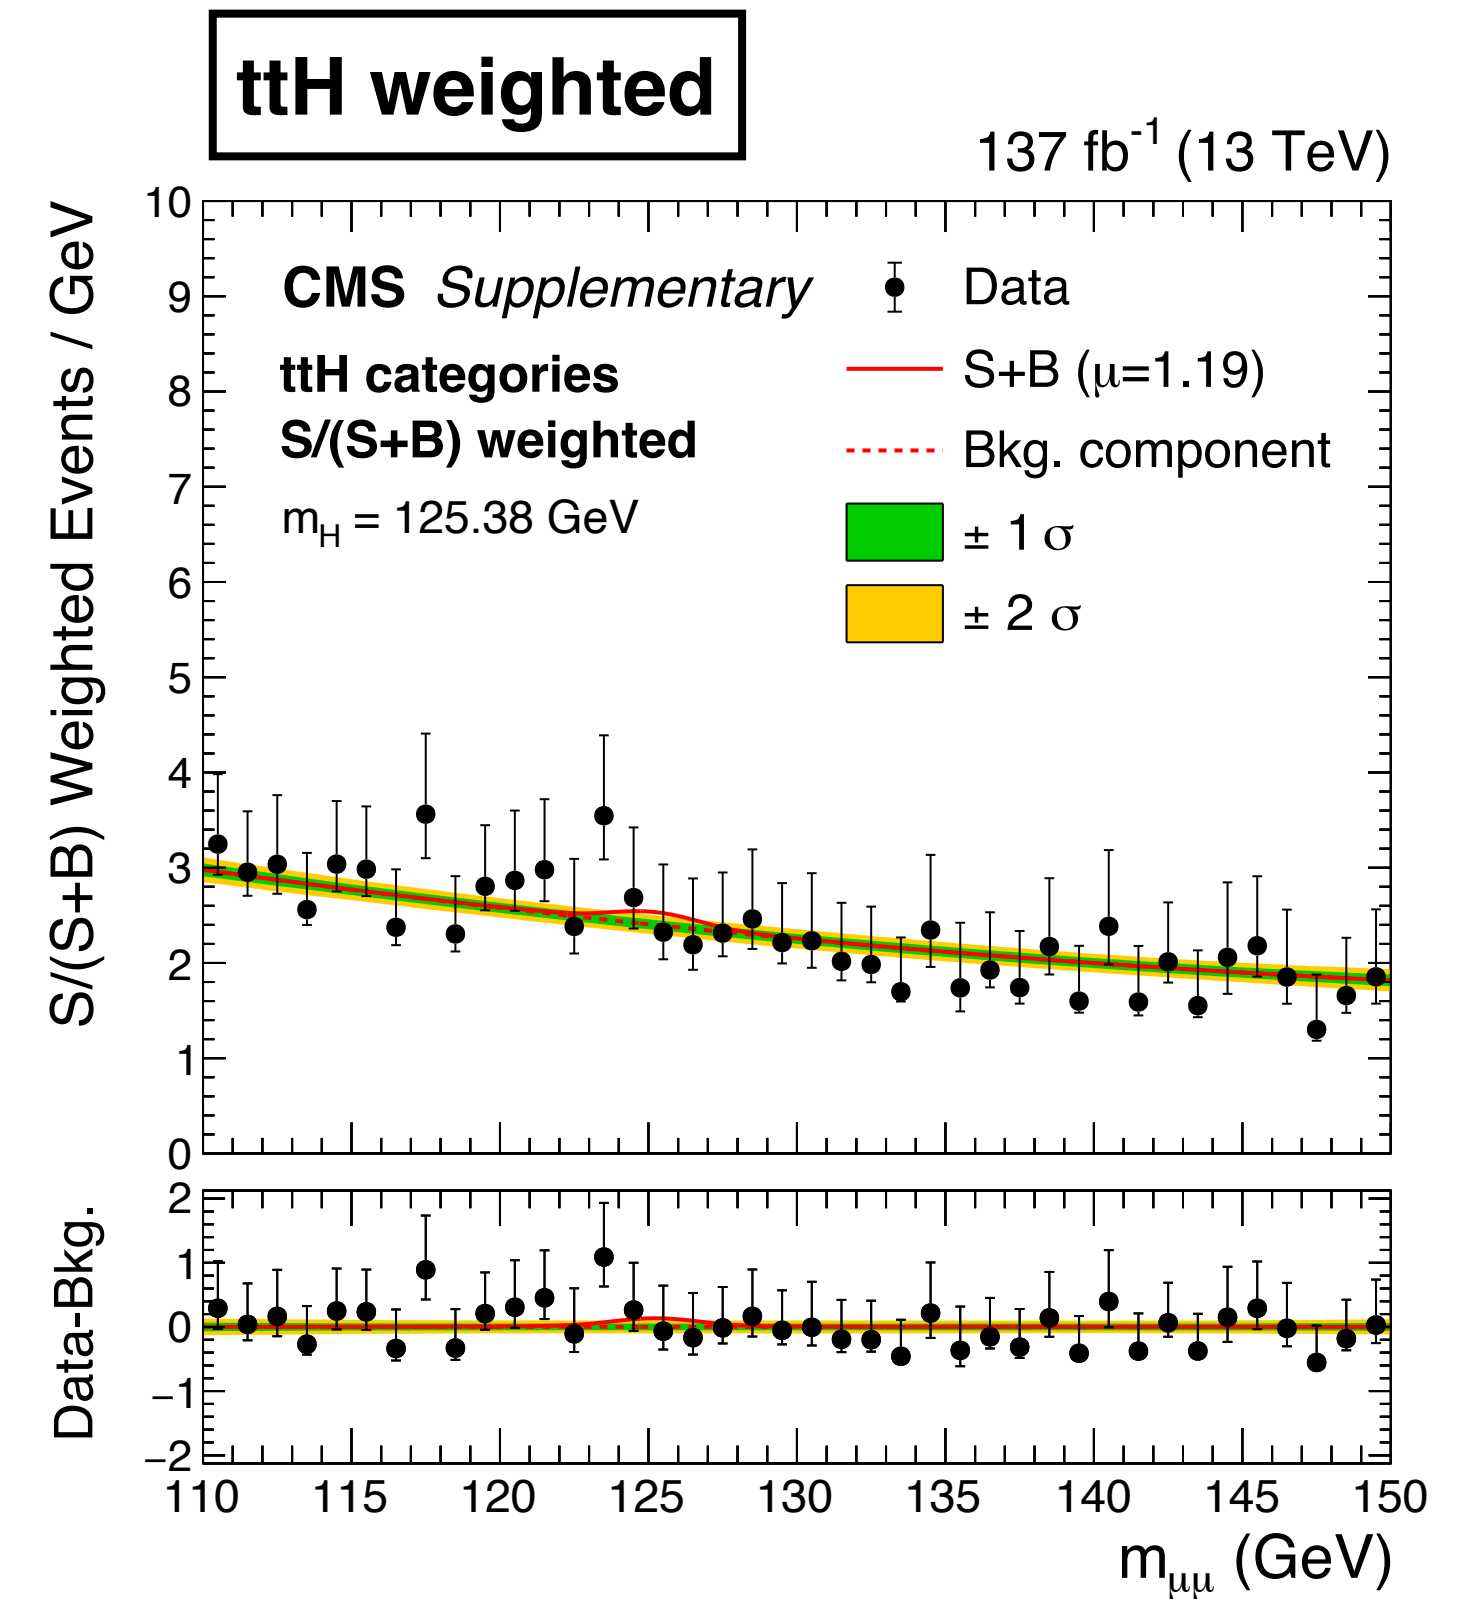 ttH weighted
137 fb-1 (13 TeV)
S/(S+B) Weighted Events / GeV
10
9
8
7
6
5
4
3
2
1
0
CMS Supplementary
ttH categories
S/(S+B) weighted
mH = 125.38 GeV
Data
S+B (μ=1.19)
Bkg. component
± 1 σ
± 2 σ
Data-Bkg.
2
1
0
−1
−2
110 115 120 125 130 135 140 145 150
mμμ (GeV)